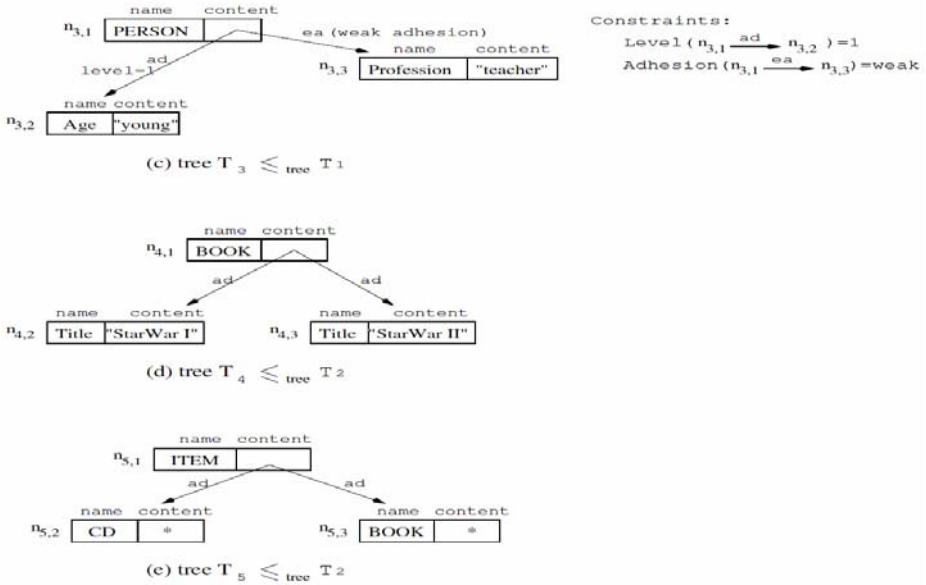 name content
n3,1 PERSON
ea (weak adhesion)
ad
level=1
name content
n3,3 Profession "teacher"
name content
n3,2 Age "young"
Constraints:
Level ( n3,1 ad n3,2 ) =1
Adhesion (n3,1 ea n3,3) =weak
(c) tree T 3 ≤ tree T1
name content
n4,1 BOOK
ad ad
name content name content
n4,2 Title "StarWar I" n4,3 Title "StarWar II"
(d) tree T 4 ≤ tree T2
name content
n5,1 ITEM
ad ad
name content name content
n5,2 CD * n5,3 BOOK *
(e) tree T 5 ≤ tree T2